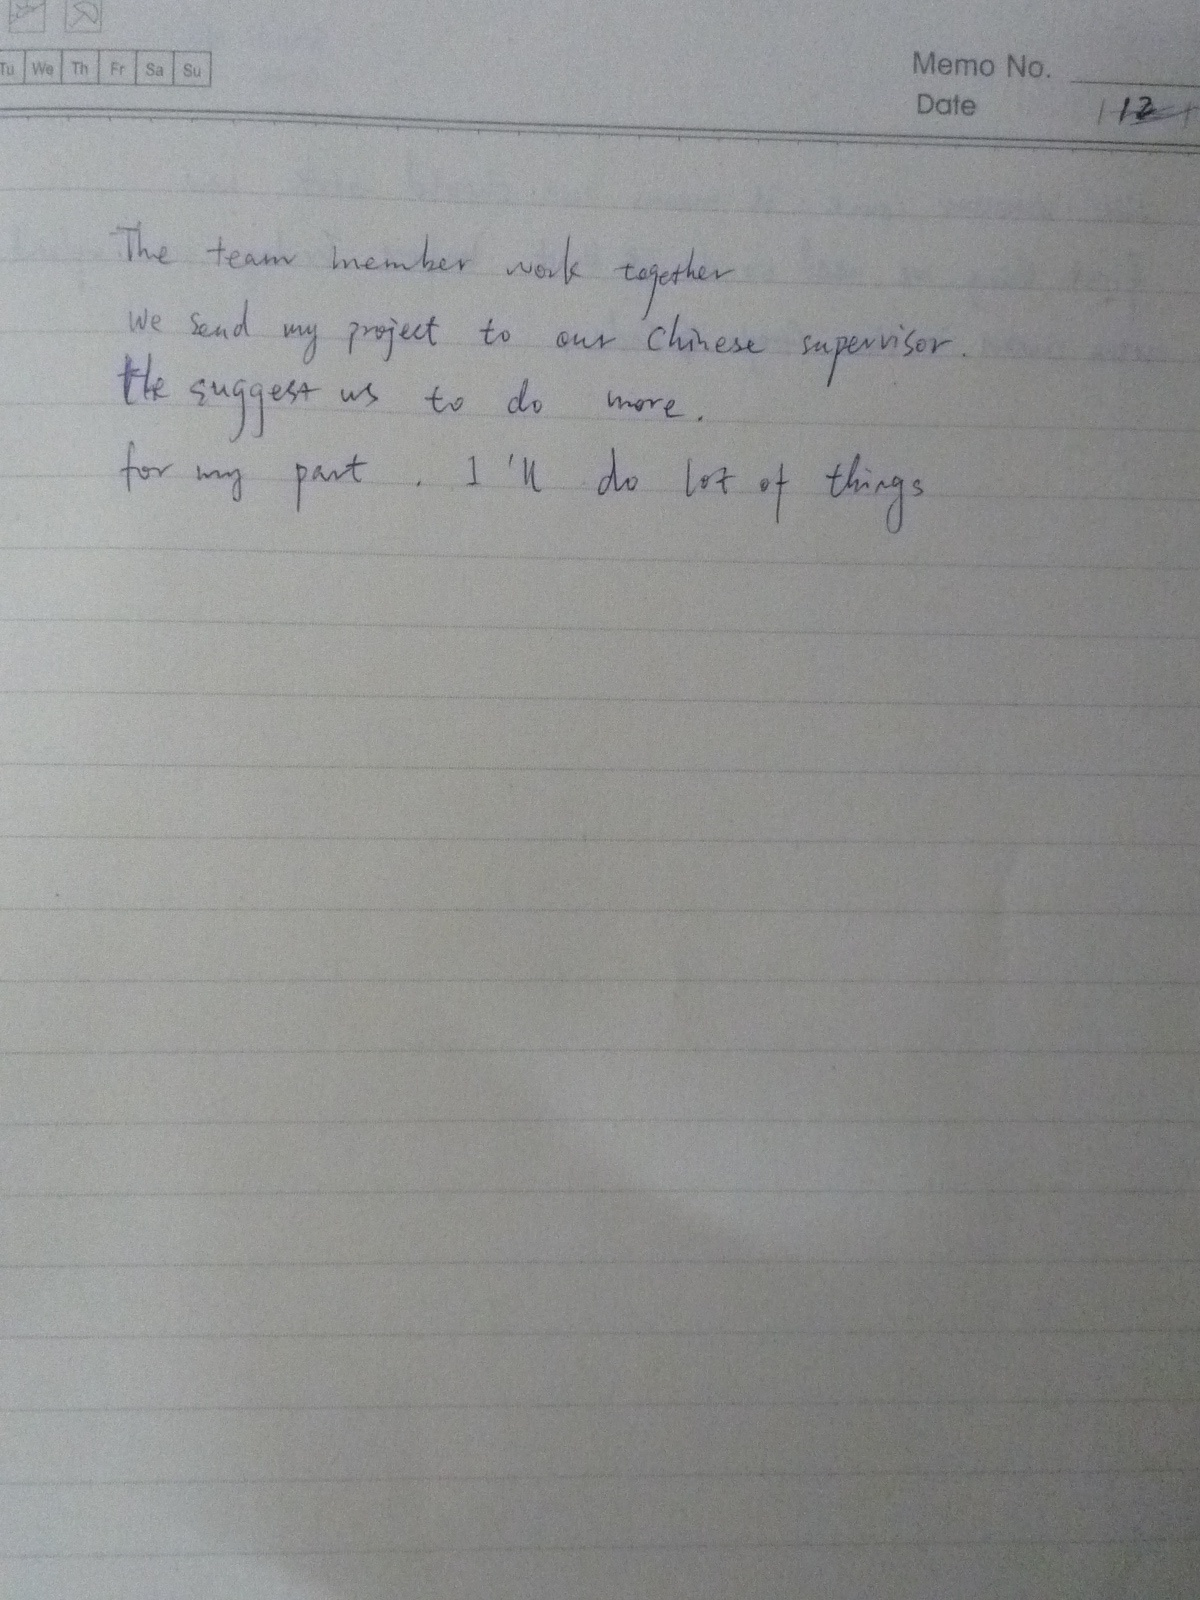 Tu We Th Fr Sa Su
Memo No.
Date
The team member work together
We send my project to our Chinese supervisor.
He suggest us to do more.
for my part . I'll do lot of things